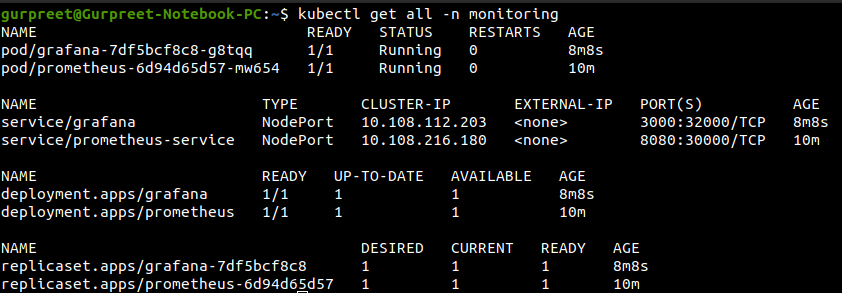 gurpreet@Gurpreet-Notebook-PC:~$ kubectl get all -n monitoring
NAME READY STATUS RESTARTS AGE
pod/grafana-7df5bcf8c8-g8tqq 1/1 Running 0 8m8s
pod/prometheus-6d94d65d57-mw654 1/1 Running 0 10m
NAME TYPE CLUSTER-IP EXTERNAL-IP PORT(S) AGE
service/grafana NodePort 10.108.112.203 <none> 3000:32000/TCP 8m8s
service/prometheus-service NodePort 10.108.216.180 <none> 8080:30000/TCP 10m
NAME READY UP-TO-DATE AVAILABLE AGE
deployment.apps/grafana 1/1 1 1 8m8s
deployment.apps/prometheus 1/1 1 1 10m
NAME DESIRED CURRENT READY AGE
replicaset.apps/grafana-7df5bcf8c8 1 1 1 8m8s
replicaset.apps/prometheus-6d94d65d57 1 1 1 10m